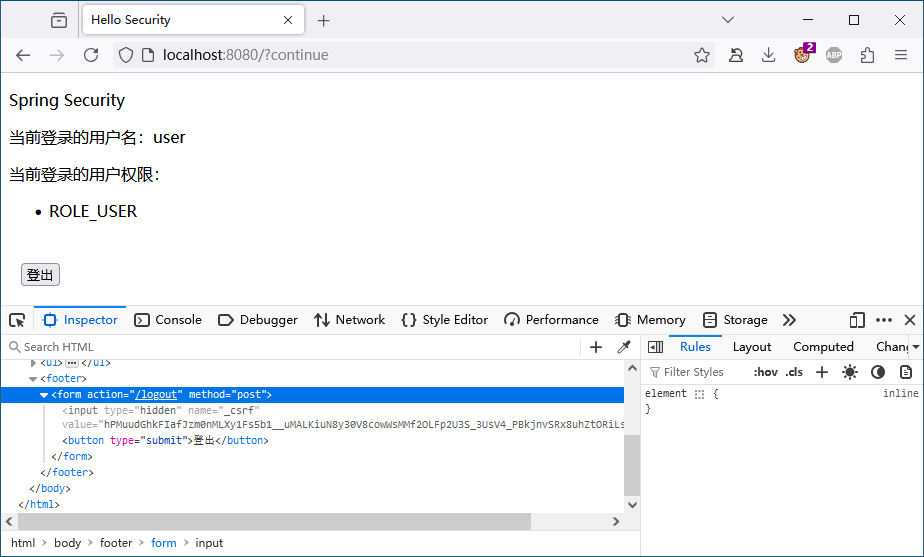 Hello Security
localhost:8080/?continue
2
ABP
Spring Security
当前登录的用户名：user
当前登录的用户权限：
• ROLE_USER
登出
Inspector Console Debugger Network Style Editor Performance Memory Storage
Search HTML
Rules Layout Computed Chang
Filter Styles :hov .cls
<ul> ... </ul>
<footer>
<form action="/logout" method="post">
<input type="hidden" name="_csrf"
value="hPMuudGhkFIafJzm0nMLXy1Fs5b1__uMALKiuN8y30V8cowWsMMf2OLFp2U3S_3UsV4_PBkjnvSRx8uhZtORiLs
<button type="submit">登出</button>
</form>
</footer>
</body>
</html>
element { inline
}
html > body > footer > form > input